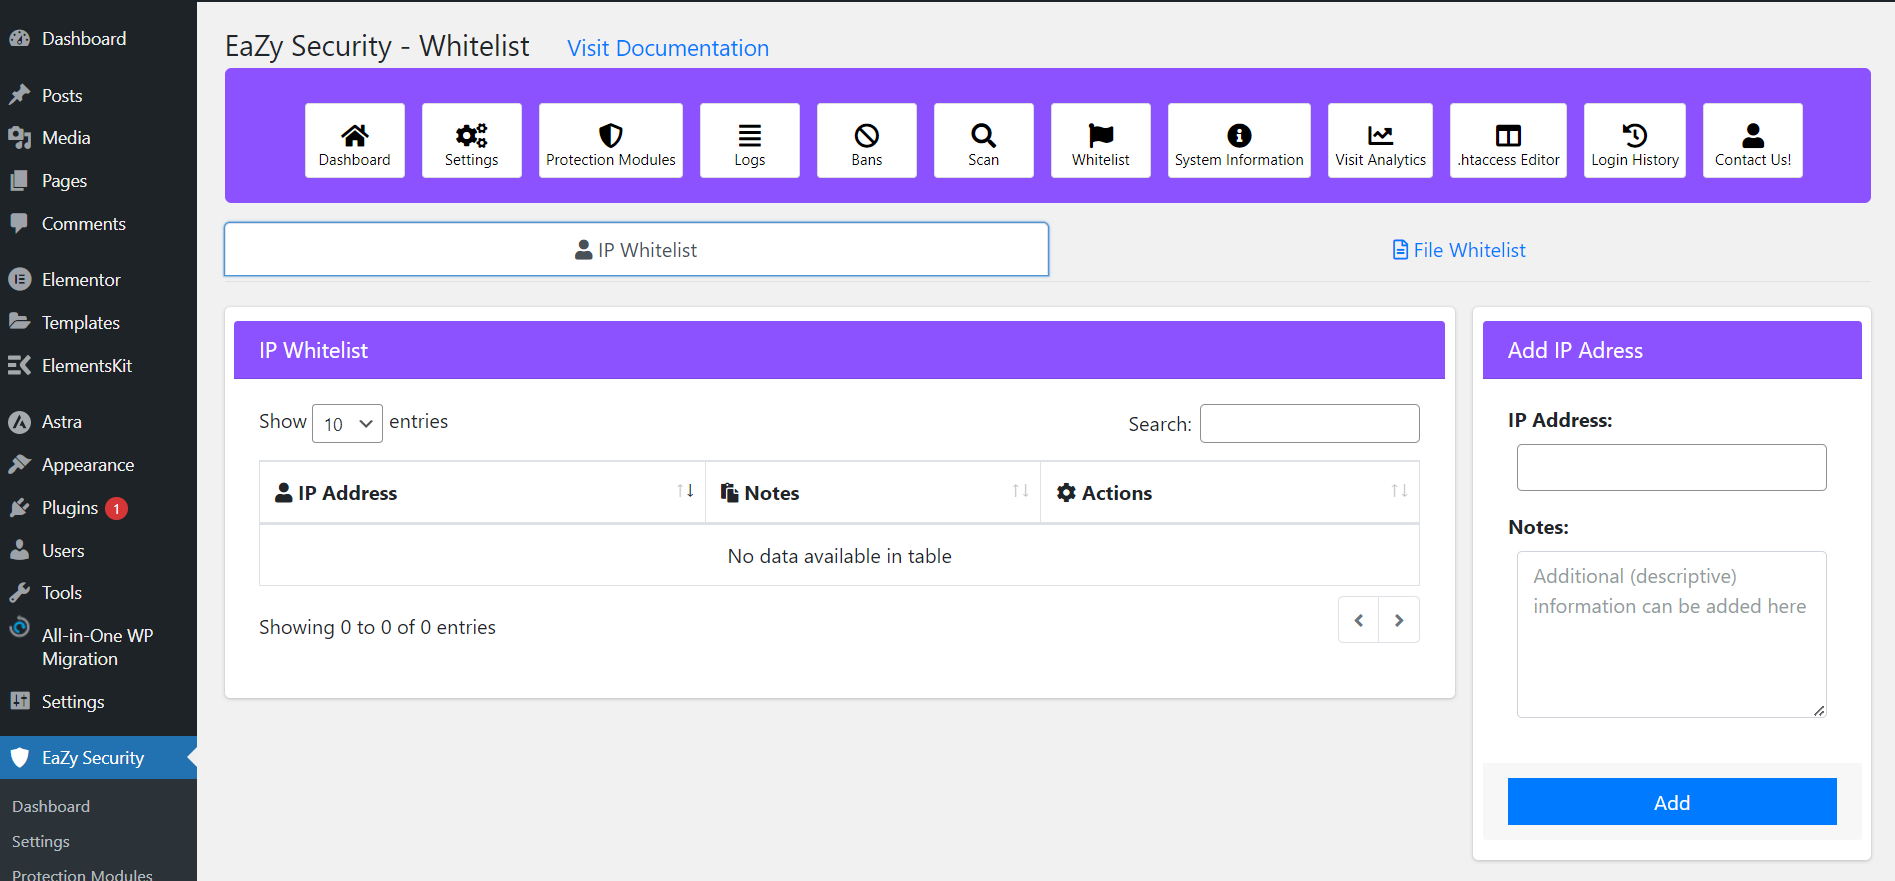 Dashboard
Posts
Media
Pages
Comments
Elementor
Templates
ElementsKit
Astra
Appearance
Plugins 1
Users
Tools
All-in-One WP
Migration
Settings
EaZy Security
Dashboard
Settings
Protection Modules
EaZy Security - Whitelist Visit Documentation
Dashboard Settings Protection Modules Logs Bans Scan Whitelist System Information Visit Analytics .htaccess Editor Login History Contact Us!
IP Whitelist File Whitelist
IP Whitelist
Show 10 entries Search:
IP Address Notes Actions
No data available in table
Showing 0 to 0 of 0 entries
Add IP Adress
IP Address:
Notes:
Additional (descriptive)
information can be added here
Add